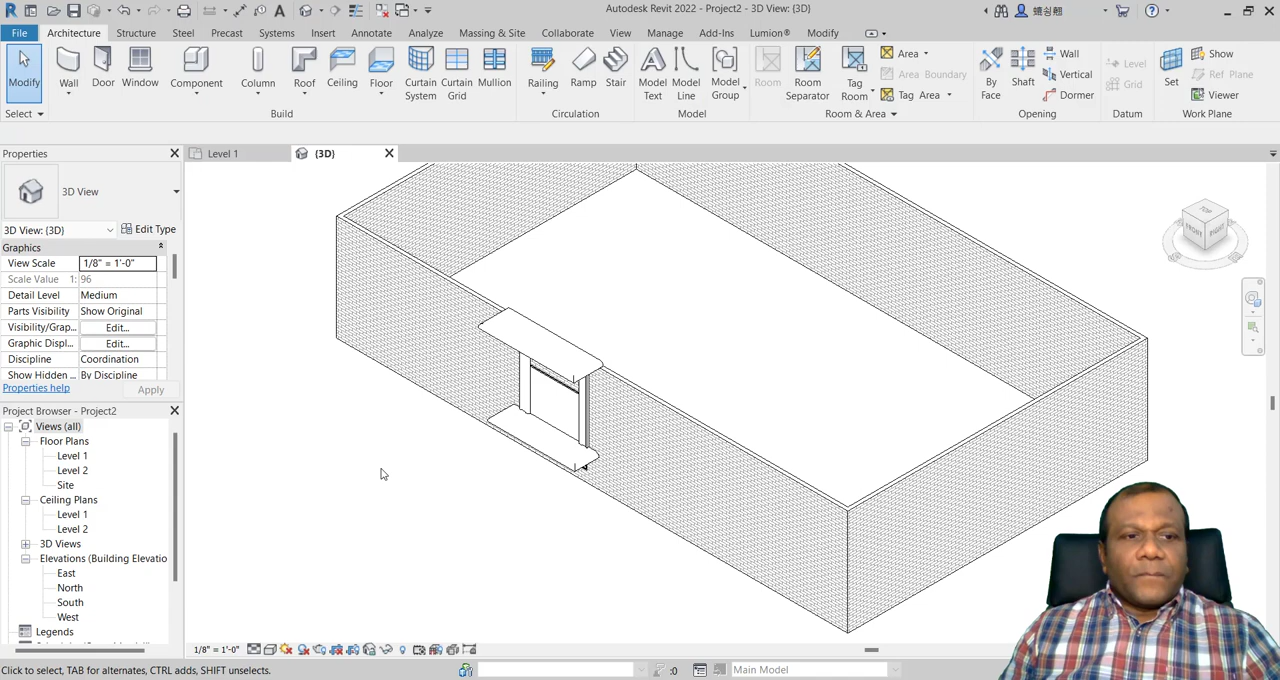 Autodesk Revit 2022 - Project2 - 3D View: {3D}
File Architecture Structure Steel Precast Systems Insert Annotate Analyze Massing & Site Collaborate View Manage Add-Ins Lumion® Modify
Modify Wall Door Window Component Column Roof Ceiling Floor Curtain System Curtain Grid Mullion Railing Ramp Stair Model Text Model Line Model Group Room Room Separator Tag Room Area Area Boundary Tag Area By Face Shaft Wall Vertical Dormer Level Grid Set Show Ref Plane Viewer
Select Build Circulation Model Room & Area Opening Datum Work Plane
Properties
Level 1
{3D}
3D View
3D View: {3D} Edit Type
Graphics
View Scale 1/8" = 1'-0"
Scale Value 1: 96
Detail Level Medium
Parts Visibility Show Original
Visibility/Grap... Edit...
Graphic Displ... Edit...
Discipline Coordination
Show Hidden By Discipline
Properties help Apply
Project Browser - Project2
Views (all)
Floor Plans
Level 1
Level 2
Site
Ceiling Plans
Level 1
Level 2
3D Views
Elevations (Building Elevatio
East
North
South
West
Legends
TOP
FRONT RIGHT
1/8" = 1'-0"
Click to select, TAB for alternates, CTRL adds, SHIFT unselects.
:0
Main Model